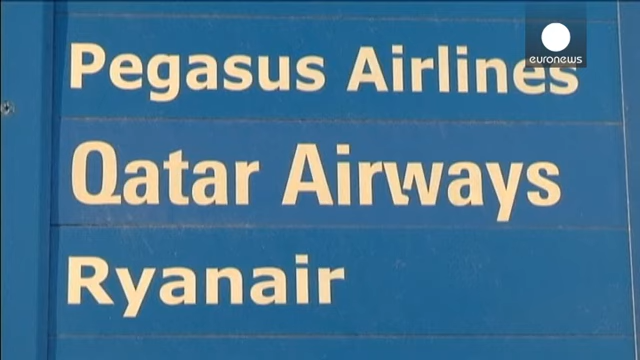 Pegasus Airlines
euronews
Qatar Airways
Ryanair